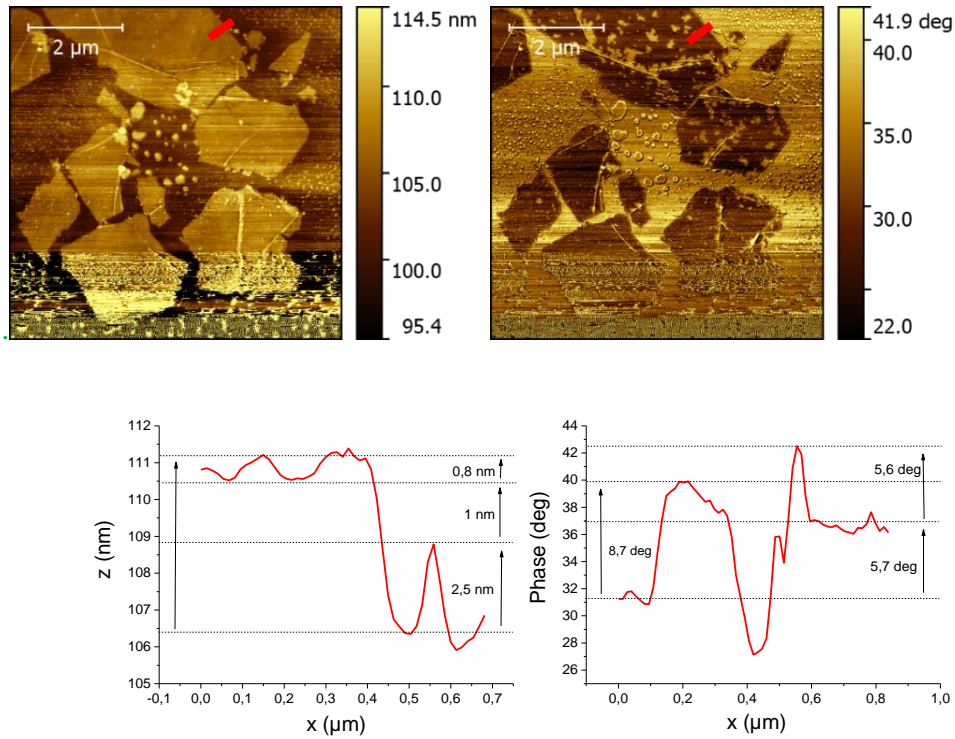 2 µm
114.5 nm
110.0
105.0
100.0
95.4
2 µm
41.9 deg
40.0
35.0
30.0
22.0
112
111
110
109
108
107
106
105
z (nm)
0,8 nm
1 nm
2,5 nm
-0,1 0,0 0,1 0,2 0,3 0,4 0,5 0,6 0,7
x (µm)
44
42
40
38
36
34
32
30
28
26
Phase (deg)
5,6 deg
8,7 deg
5,7 deg
0,0 0,2 0,4 0,6 0,8 1,0
x (µm)